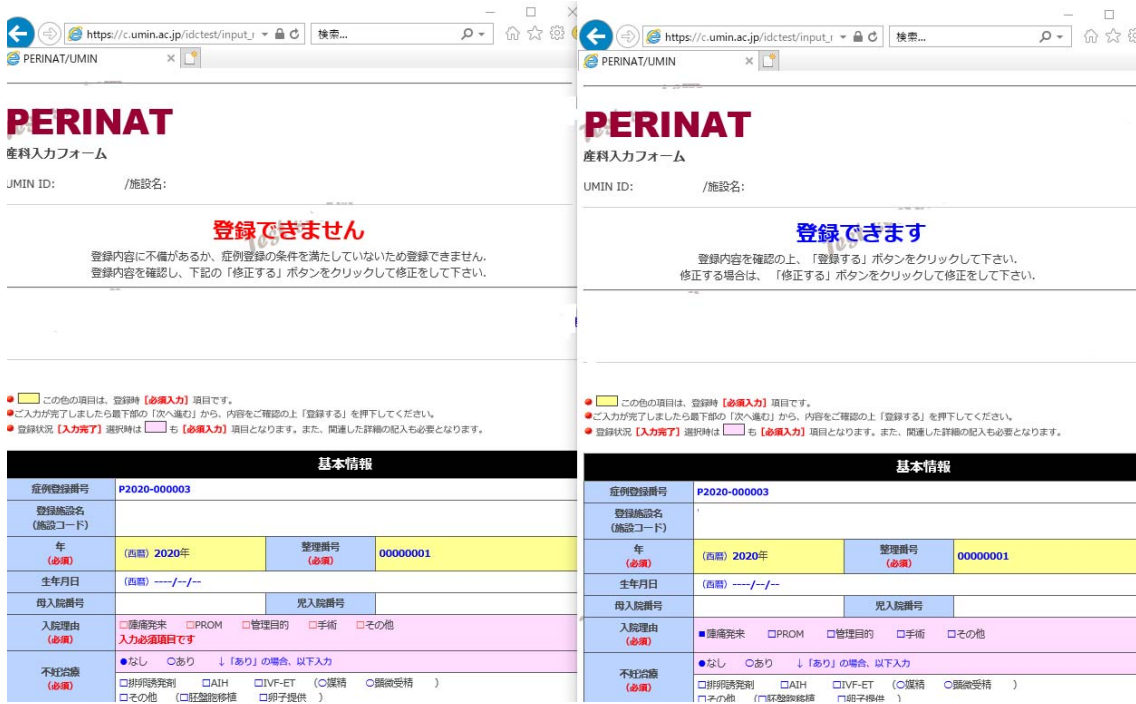 https://c.umin.ac.jp/idctest/input_r
検索...
PERINAT/UMIN
PERINAT
産科入力フォーム
UMIN ID: /施設名:
登録できません
登録内容に不備があるか、症例登録の条件を満たしていないため登録できません.
登録内容を確認し、下記の「修正する」ボタンをクリックして修正をして下さい.
この色の項目は、登録時【必須入力】項目です。
ご入力が完了しましたら最下部の「次へ進む」から、内容をご確認の上「登録する」を押下してください。
登録状況【入力完了】選択時は も【必須入力】項目となります。また、関連した詳細の記入も必要となります。
基本情報
症例登録番号 P2020-000003
登録施設名
(施設コード)
年
(必須)
(西暦) 2020年
整理番号
(必須)
00000001
生年月日 (西暦) ----/--/--
母入院番号 児入院番号
入院理由
(必須)
□陣痛発来 □PROM □管理目的 □手術 □その他
入力必須項目です
不妊治療
(必須)
●なし ○あり ↓「あり」の場合、以下入力
□排卵誘発剤 □AIH □IVF-ET (○媒精 ○顕微受精 )
□その他 (□胚盤胞移植 □卵子提供 )
https://c.umin.ac.jp/idctest/input_r
検索...
PERINAT/UMIN
PERINAT
産科入力フォーム
UMIN ID: /施設名:
登録できます
登録内容を確認の上、「登録する」ボタンをクリックして下さい.
修正する場合は、「修正する」ボタンをクリックして修正をして下さい.
この色の項目は、登録時【必須入力】項目です。
ご入力が完了しましたら最下部の「次へ進む」から、内容をご確認の上「登録する」を押下してください。
登録状況【入力完了】選択時は も【必須入力】項目となります。また、関連した詳細の記入も必要となります。
基本情報
症例登録番号 P2020-000003
登録施設名
(施設コード)
年
(必須)
(西暦) 2020年
整理番号
(必須)
00000001
生年月日 (西暦) ----/--/--
母入院番号 児入院番号
入院理由
(必須)
■陣痛発来 □PROM □管理目的 □手術 □その他
不妊治療
(必須)
●なし ○あり ↓「あり」の場合、以下入力
□排卵誘発剤 □AIH □IVF-ET (○媒精 ○顕微受精 )
□その他 (□胚盤胞移植 □卵子提供 )